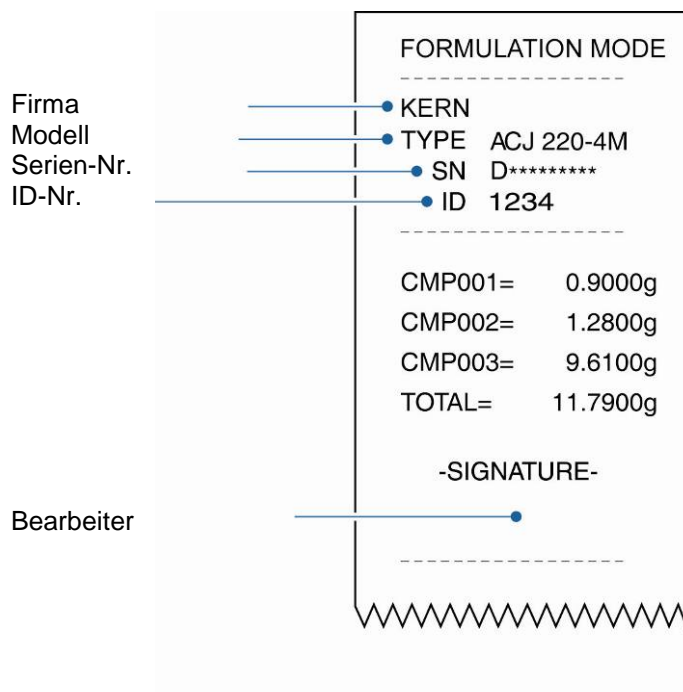 FORMULATION MODE
Firma KERN
Modell TYPE ACJ 220-4M
Serien-Nr. SN D*********
ID-Nr. ID 1234
CMP001= 0.9000g
CMP002= 1.2800g
CMP003= 9.6100g
TOTAL= 11.7900g
-SIGNATURE-
Bearbeiter